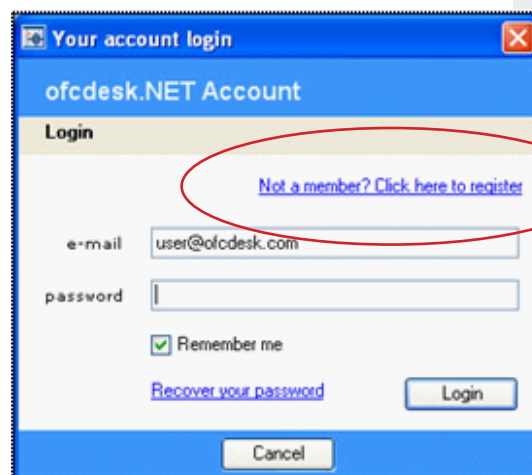 Your account login
ofcdesk.NET Account
Login
Not a member? Click here to register
e-mail user@ofcdesk.com
password
Remember me
Recover your password Login
Cancel